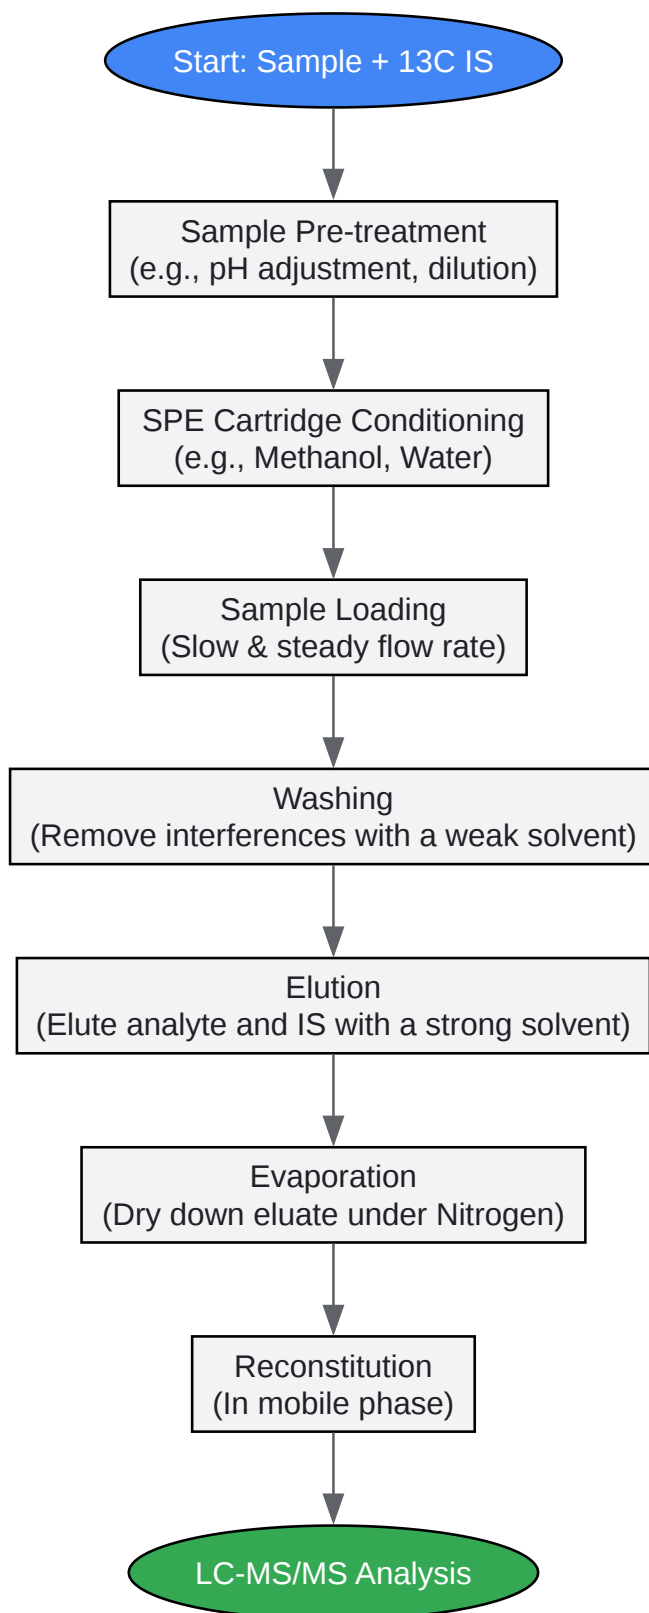 Start: Sample + 13C IS
Sample Pre-treatment
(e.g., pH adjustment, dilution)
SPE Cartridge Conditioning
(e.g., Methanol, Water)
Sample Loading
(Slow & steady flow rate)
Washing
(Remove interferences with a weak solvent)
Elution
(Elute analyte and IS with a strong solvent)
Evaporation
(Dry down eluate under Nitrogen)
Reconstitution
(In mobile phase)
LC-MS/MS Analysis